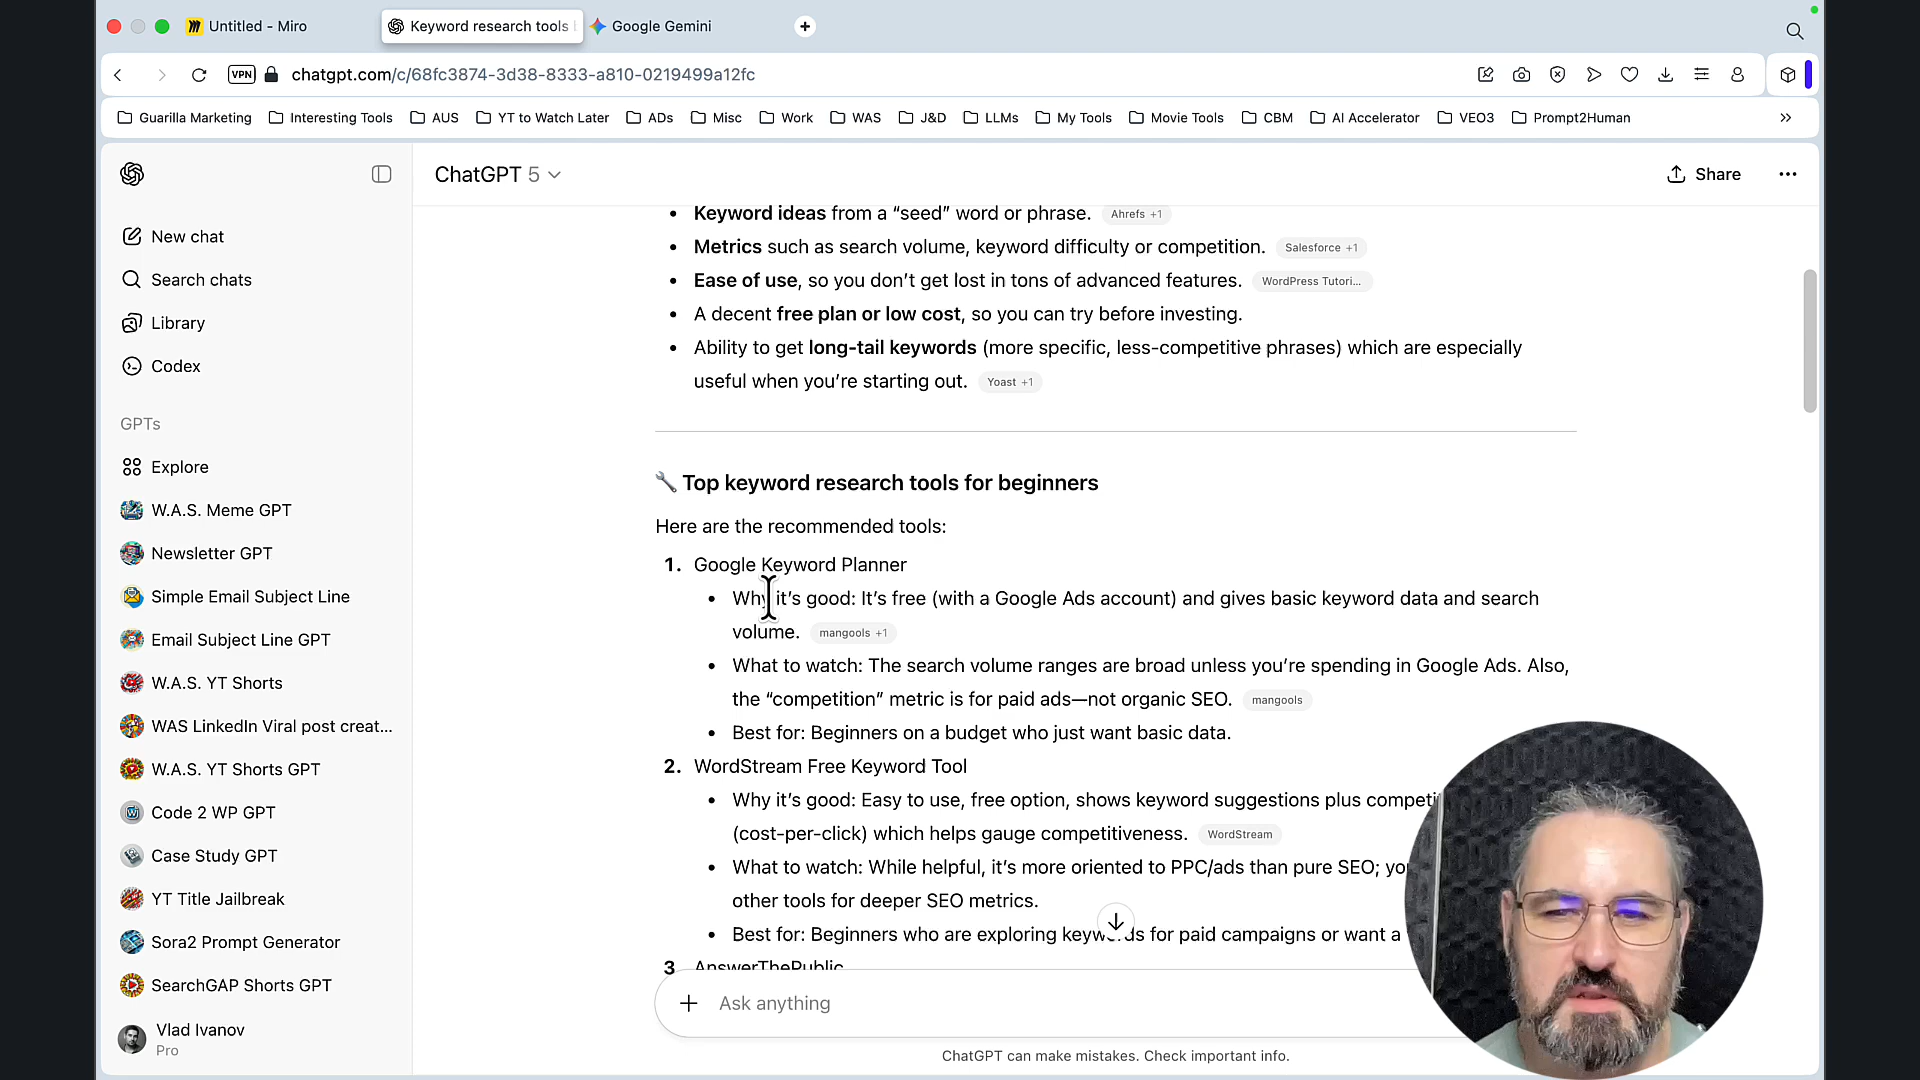 Untitled - Miro
Keyword research tools
Google Gemini
VPN
chatgpt.com/c/68fc3874-3d38-8333-a810-0219499a12fc
Guarilla Marketing
Interesting Tools
AUS
YT to Watch Later
ADs
Misc
Work
WAS
J&D
LLMs
My Tools
Movie Tools
CBM
AI Accelerator
VEO3
Prompt2Human
New chat
Search chats
Library
Codex
GPTs
Explore
W.A.S. Meme GPT
Newsletter GPT
Simple Email Subject Line
Email Subject Line GPT
W.A.S. YT Shorts
WAS LinkedIn Viral post creat...
W.A.S. YT Shorts GPT
Code 2 WP GPT
Case Study GPT
YT Title Jailbreak
Sora2 Prompt Generator
SearchGAP Shorts GPT
Vlad Ivanov
Pro
ChatGPT 5
Share
• Keyword ideas from a “seed” word or phrase. Ahrefs +1
• Metrics such as search volume, keyword difficulty or competition. Salesforce +1
• Ease of use, so you don’t get lost in tons of advanced features. WordPress Tutori...
• A decent free plan or low cost, so you can try before investing.
• Ability to get long-tail keywords (more specific, less-competitive phrases) which are especially
useful when you’re starting out. Yoast +1
🔧 Top keyword research tools for beginners
Here are the recommended tools:
1. Google Keyword Planner
• Why it’s good: It’s free (with a Google Ads account) and gives basic keyword data and search
volume. mangools +1
• What to watch: The search volume ranges are broad unless you’re spending in Google Ads. Also,
the “competition” metric is for paid ads—not organic SEO. mangools
• Best for: Beginners on a budget who just want basic data.
2. WordStream Free Keyword Tool
• Why it’s good: Easy to use, free option, shows keyword suggestions plus competi
(cost-per-click) which helps gauge competitiveness. WordStream
• What to watch: While helpful, it’s more oriented to PPC/ads than pure SEO; yo
other tools for deeper SEO metrics.
• Best for: Beginners who are exploring keywords for paid campaigns or want a
3 AnswerThePublic
Ask anything
ChatGPT can make mistakes. Check important info.